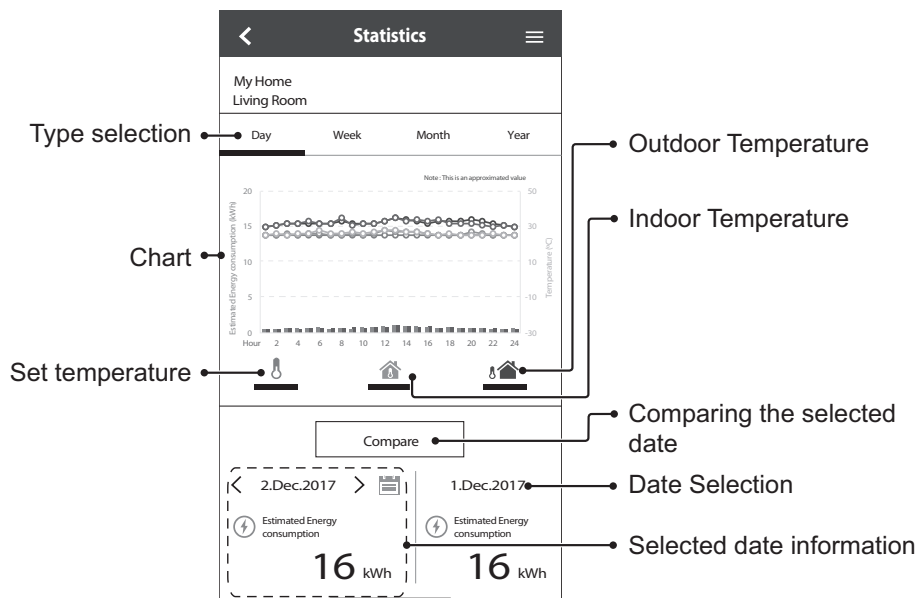 Statistics
My Home
Living Room
Type selection
Day Week Month Year
Outdoor Temperature
Note : This is an approximated value
Indoor Temperature
Chart
Estimated Energy consumption (kWh)
20
15
10
5
0
50
30
10
-10
-30
Temperature (ºC)
Hour 2 4 6 8 10 12 14 16 18 20 22 24
Set temperature
Compare
Comparing the selected
date
2.Dec.2017
1.Dec.2017
Date Selection
Estimated Energy
consumption
16 kWh
Estimated Energy
consumption
16 kWh
Selected date information